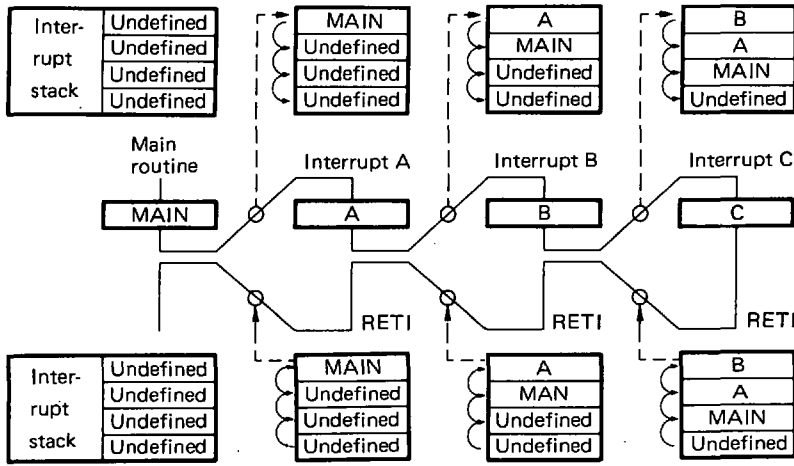 Inter-
rupt
stack
Undefined
Undefined
Undefined
Undefined
MAIN
Undefined
Undefined
Undefined
A
MAIN
Undefined
Undefined
B
A
MAIN
Undefined
Main
routine
Interrupt A
Interrupt B
Interrupt C
MAIN
A
B
C
RETI
RETI
RETI
Inter-
rupt
stack
Undefined
Undefined
Undefined
Undefined
MAIN
Undefined
Undefined
Undefined
A
MAN
Undefined
Undefined
B
A
MAIN
Undefined